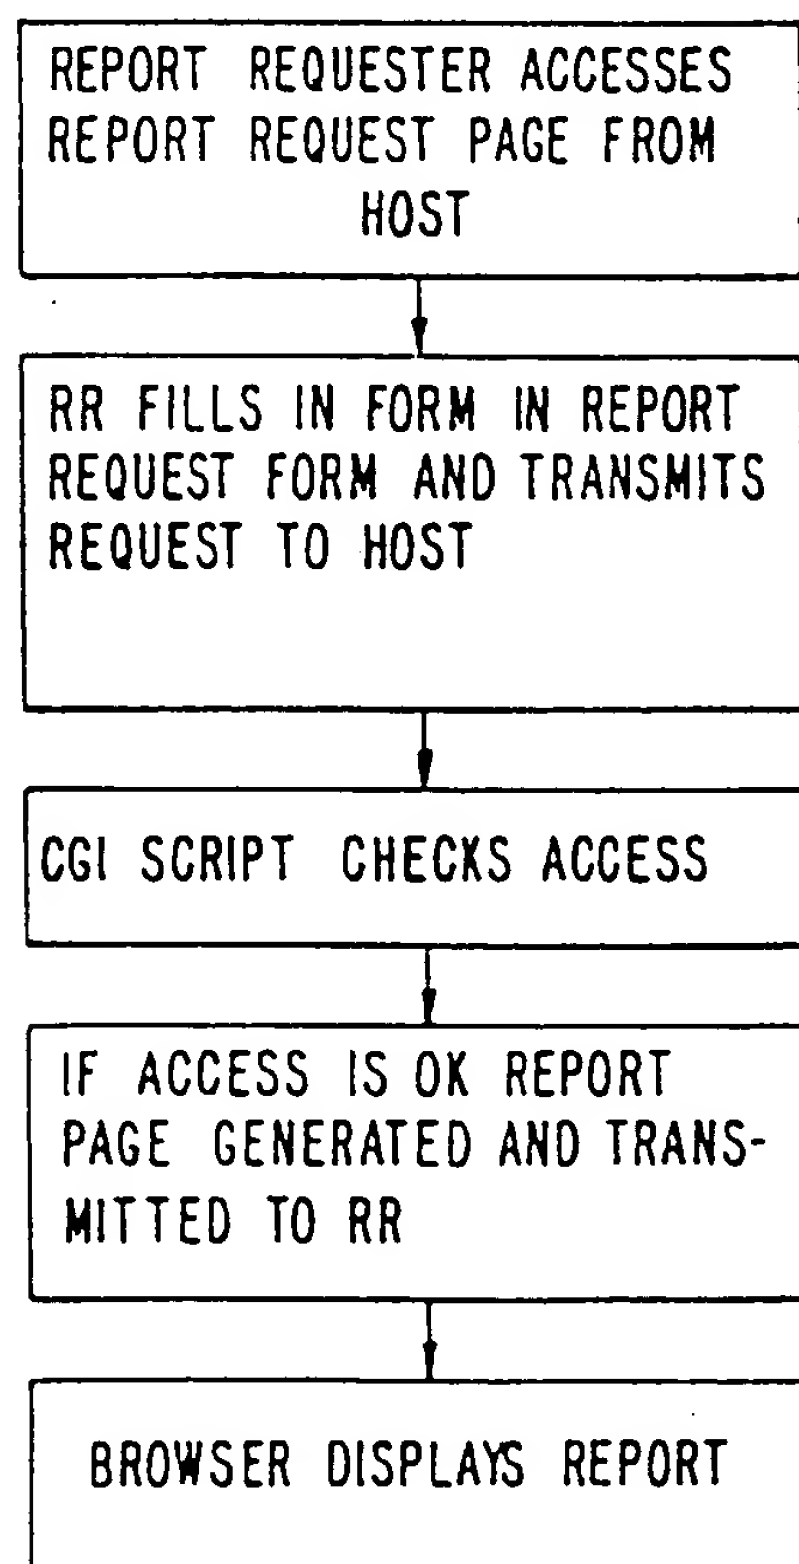 REPORT REQUESTER ACCESSES
REPORT REQUEST PAGE FROM
HOST
RR FILLS IN FORM IN REPORT
REQUEST FORM AND TRANSMITS
REQUEST TO HOST
CGI SCRIPT CHECKS ACCESS
IF ACCESS IS OK REPORT
PAGE GENERATED AND TRANS-
MITTED TO RR
BROWSER DISPLAYS REPORT